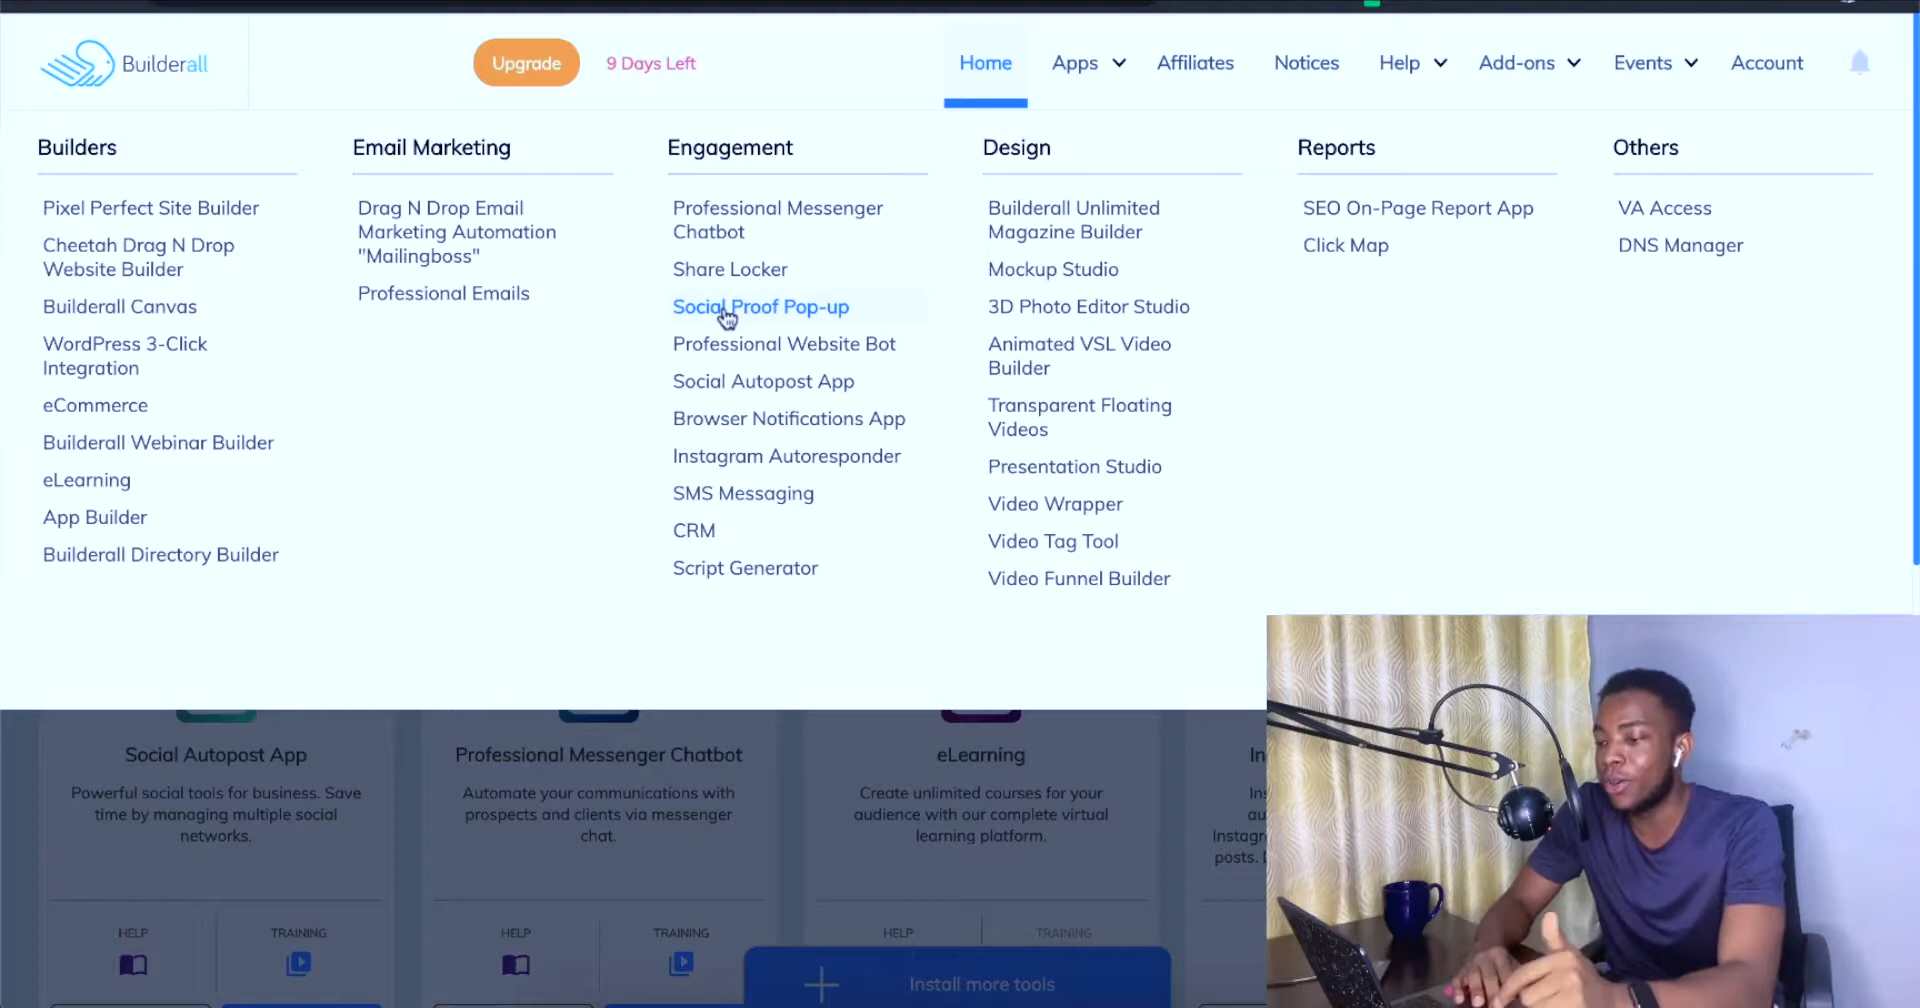 Builderall
Upgrade
9 Days Left
Home
Apps
Affiliates
Notices
Help
Add-ons
Events
Account
Builders
Pixel Perfect Site Builder
Cheetah Drag N Drop
Website Builder
Builderall Canvas
WordPress 3-Click
Integration
eCommerce
Builderall Webinar Builder
eLearning
App Builder
Builderall Directory Builder
Email Marketing
Drag N Drop Email
Marketing Automation
"Mailingboss"
Professional Emails
Engagement
Professional Messenger
Chatbot
Share Locker
Social Proof Pop-up
Professional Website Bot
Social Autopost App
Browser Notifications App
Instagram Autoresponder
SMS Messaging
CRM
Script Generator
Design
Builderall Unlimited
Magazine Builder
Mockup Studio
3D Photo Editor Studio
Animated VSL Video
Builder
Transparent Floating
Videos
Presentation Studio
Video Wrapper
Video Tag Tool
Video Funnel Builder
Reports
SEO On-Page Report App
Click Map
Others
VA Access
DNS Manager
Social Autopost App
Powerful social tools for business. Save
time by managing multiple social
networks.
HELP
TRAINING
Professional Messenger Chatbot
Automate your communications with
prospects and clients via messenger
chat.
HELP
TRAINING
eLearning
Create unlimited courses for your
audience with our complete virtual
learning platform.
HELP
TRAINING
posts.
Install more tools